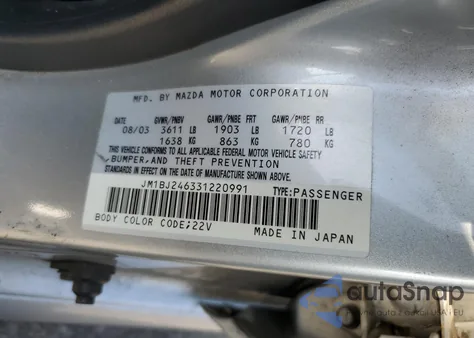 MFD. BY MAZDA MOTOR CORPORATION
DATE GVWR/PNBV GAWR/PNBE FRT GAWR/PNBE RR
08/03 3611 LB 1903 LB 1720 LB
1638 KG 863 KG 780 KG
THIS VEHICLE CONFORMS TO ALL APPLICABLE FEDERAL MOTOR VEHICLE SAFETY,
BUMPER,AND THEFT PREVENTION
STANDARDS IN EFFECT ON THE DATE OF MANUFACTURE SHOWN ABOVE.
JM1BJ246331220991 TYPE:PASSENGER
BODY COLOR CODE;22V
MADE IN JAPAN
autoSnap
USA i EU